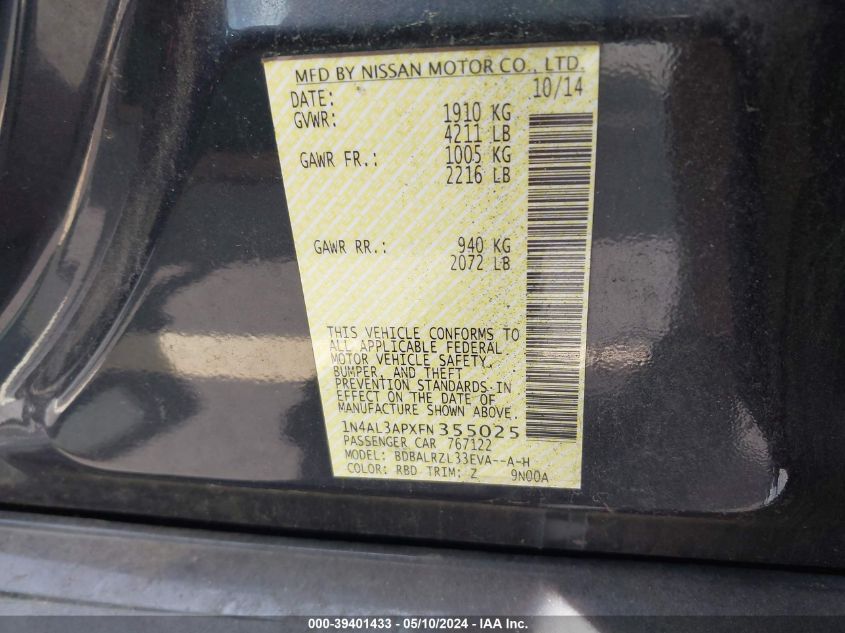 MFD BY NISSAN MOTOR CO., LTD.
DATE: 10/14
GVWR: 1910 KG
4211 LB
GAWR FR.: 1005 KG
2216 LB
GAWR RR.: 940 KG
2072 LB
THIS VEHICLE CONFORMS TO
ALL APPLICABLE FEDERAL
MOTOR VEHICLE SAFETY,
BUMPER, AND THEFT
PREVENTION STANDARDS IN
EFFECT ON THE DATE OF
MANUFACTURE SHOWN ABOVE.
1N4AL3APXFN355025
PASSENGER CAR 767122
MODEL: BDBALRZL33EVA--A-H
COLOR: RBD TRIM: Z 9N00A
000-39401433 - 05/10/2024 - IAA Inc.